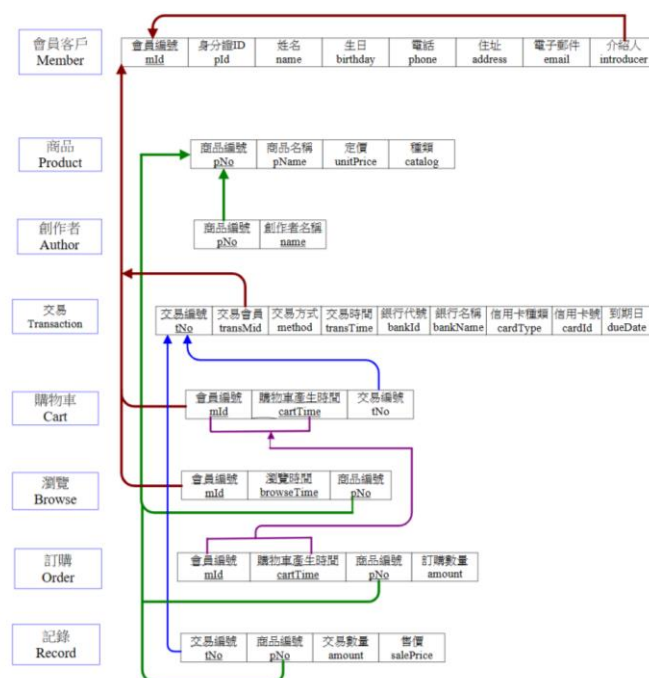 會員客戶
Member
會員編號 身分證ID 姓名 生日 電話 住址 電子郵件 介紹人
mId pId name birthday phone address email introducer
商品
Product
商品編號 商品名稱 定價 種類
pNo pName unitPrice catalog
創作者
Author
商品編號 創作者名稱
pNo name
交易
Transaction
交易編號 交易會員 交易方式 交易時間 銀行代號 銀行名稱 信用卡種類 信用卡號 到期日
tNo transMid method transTime bankId bankName cardType cardId dueDate
購物車
Cart
會員編號 購物車產生時間 交易編號
mId cartTime tNo
瀏覽
Browse
會員編號 瀏覽時間 商品編號
mId browseTime pNo
訂購
Order
會員編號 購物車產生時間 商品編號 訂購數量
mId cartTime pNo amount
記錄
Record
交易編號 商品編號 交易數量 售價
tNo pNo amount salePrice